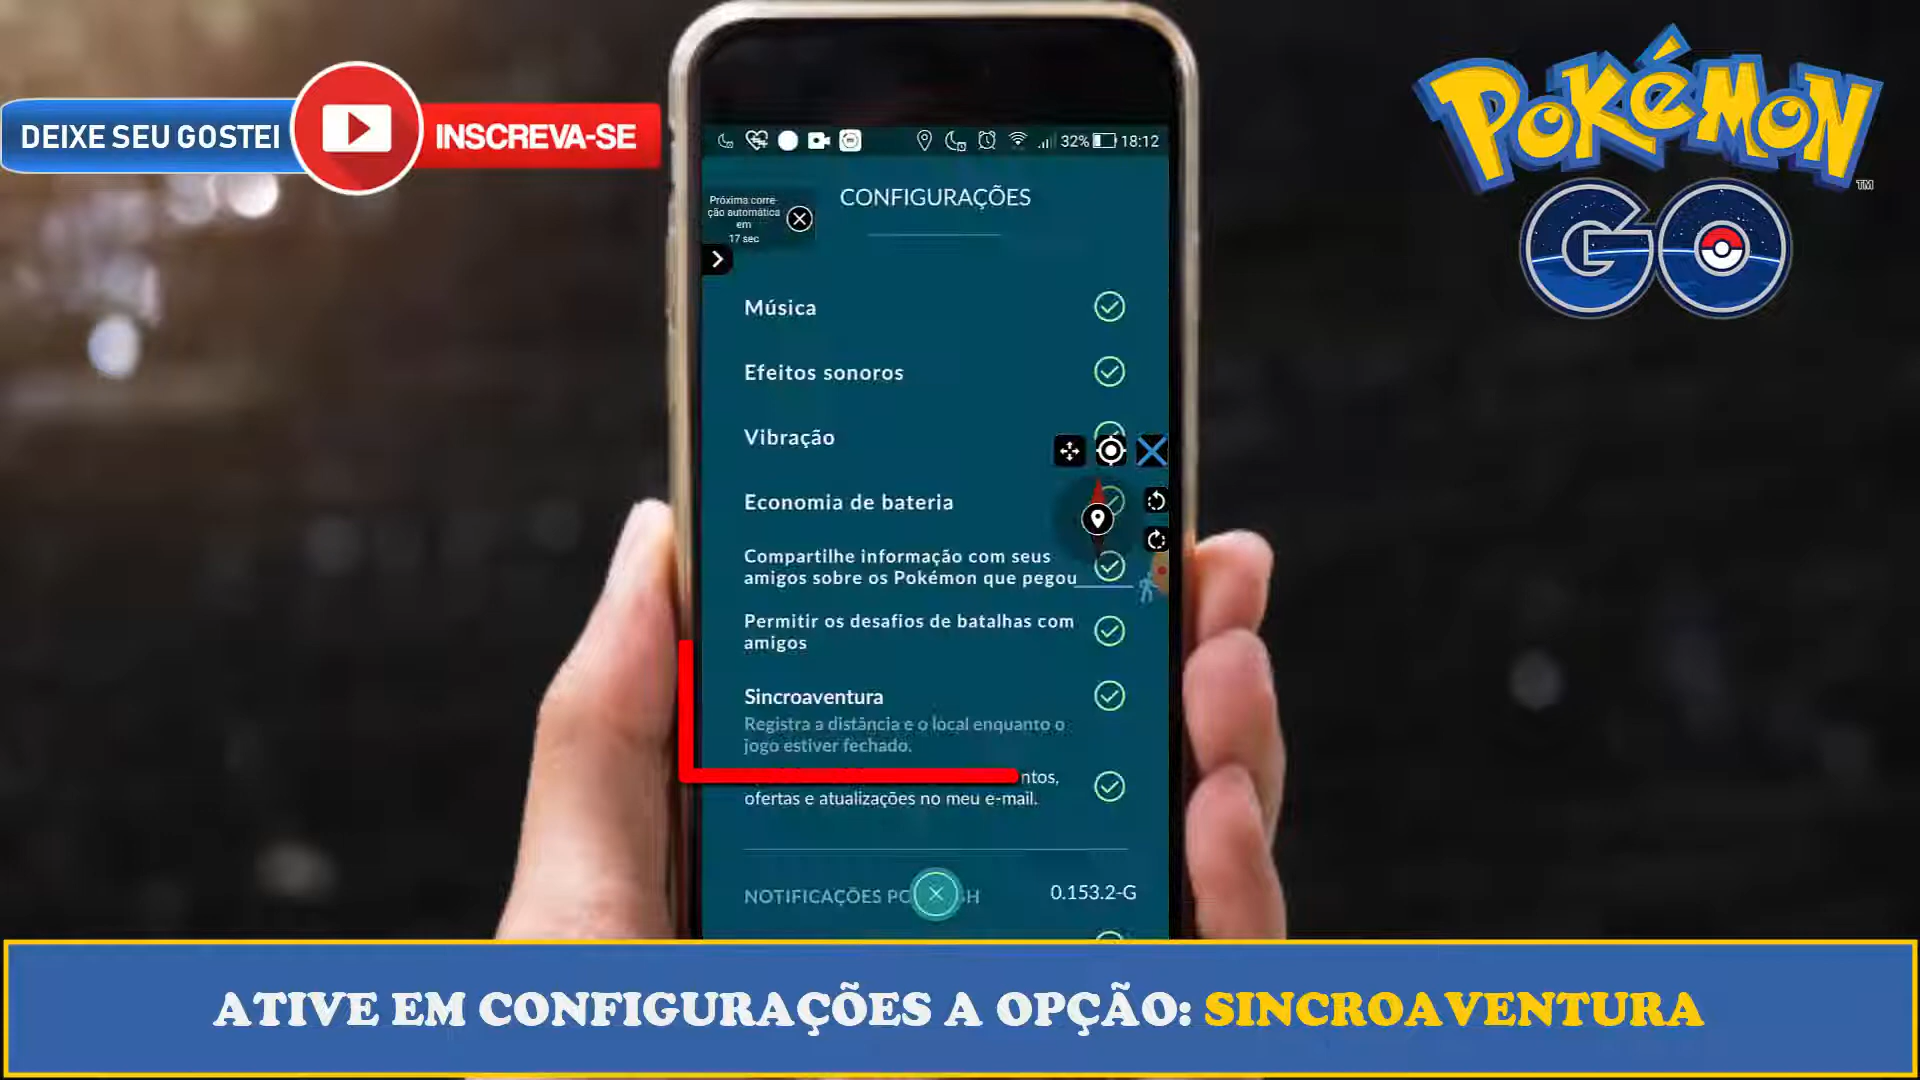 DEIXE SEU GOSTEI
INSCREVA-SE
POKÉMON
GO
TM
32%
18:12
Próxima corre-
ção automática
em
17 sec
CONFIGURAÇÕES
Música
Efeitos sonoros
Vibração
Economia de bateria
Compartilhe informação com seus
amigos sobre os Pokémon que pegou
Permitir os desafios de batalhas com
amigos
Sincroaventura
Registra a distância e o local enquanto o
jogo estiver fechado.
ntos,
ofertas e atualizações no meu e-mail.
NOTIFICAÇÕES PO H
0.153.2-G
ATIVE EM CONFIGURAÇÕES A OPÇÃO: SINCROAVENTURA